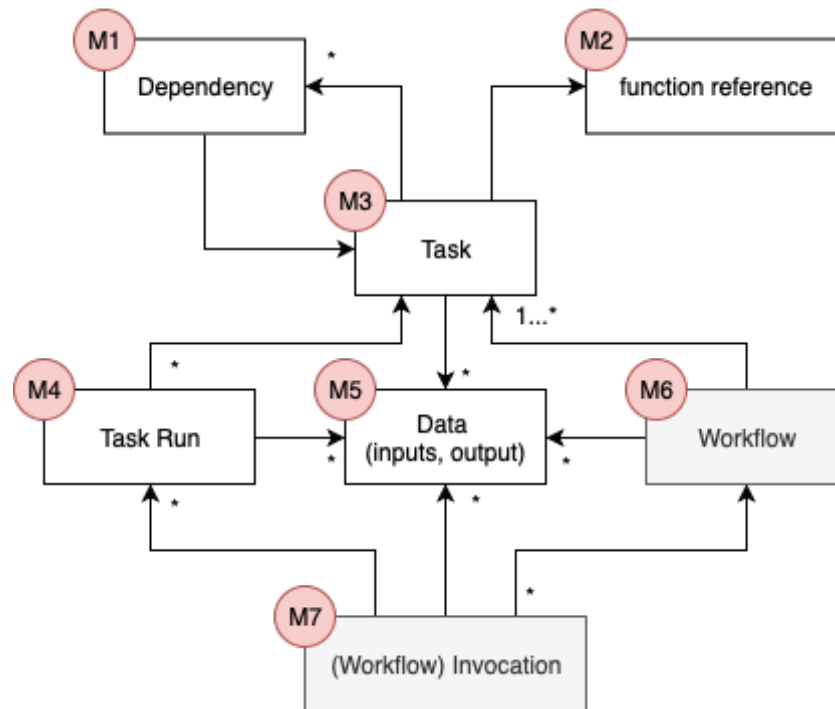 M1
M2
*
Dependency
function reference
M3
Task
1...*
*
*
M4
M5
M6
Task Run
Data
(inputs, output)
Workflow
*
*
*
*
*
M7
(Workflow) Invocation